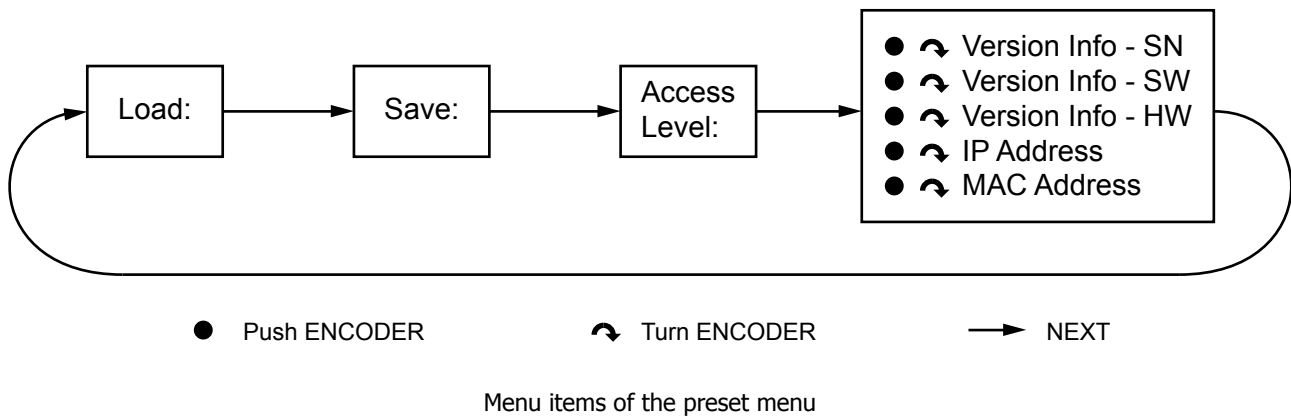 Load:
Save:
Access
Level:
Version Info - SN
Version Info - SW
Version Info - HW
IP Address
MAC Address
Push ENCODER
Turn ENCODER
NEXT
Menu items of the preset menu